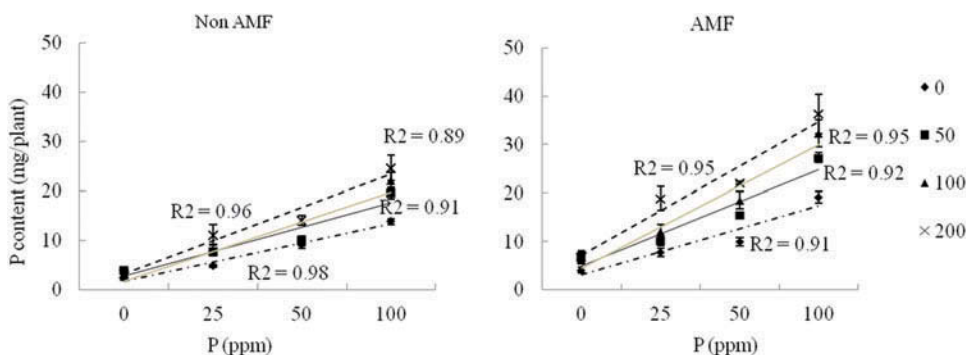 Non AMF
P content (mg/plant)
50
40
30
20
10
0
R2 = 0.89
R2 = 0.96
R2 = 0.91
R2 = 0.98
0 25 50 100
P (ppm)
AMF
50
40
30
20
10
0
R2 = 0.95
R2 = 0.95
R2 = 0.92
R2 = 0.91
0 25 50 100
P (ppm)
0
50
100
200